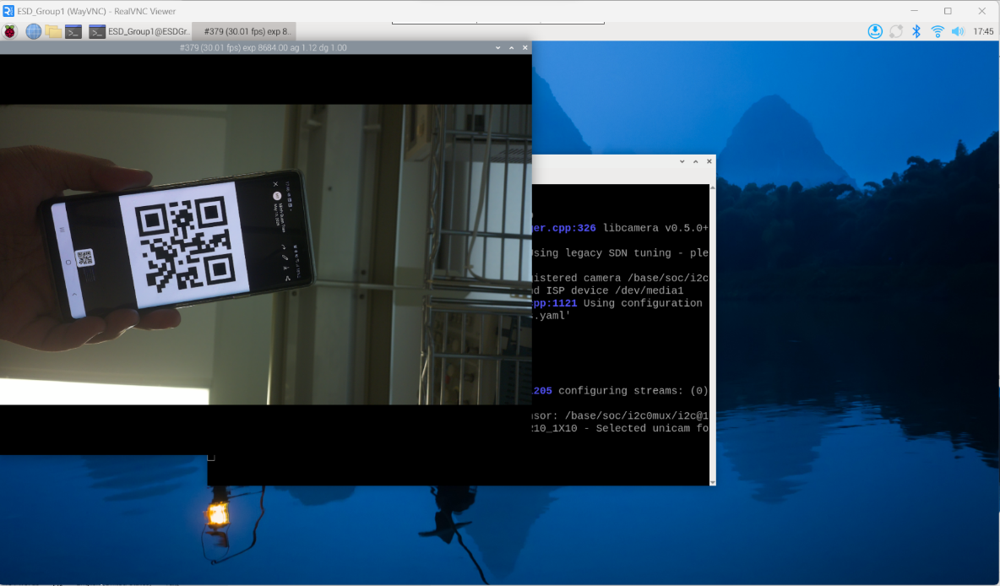 ESD_Group1 (WayVNC) - RealVNC Viewer
ESD_Group1@ESDGr..
#379 (30.01 fps) exp 8..
17:45
#379 (30.01 fps) exp 8684.00 ag 1.12 dg 1.00
er.cpp:326 libcamera v0.5.0+
Using legacy SDN tuning - ple
istered camera /base/soc/i2c
d ISP device /dev/media1
pp:1121 Using configuration
.yaml'
205 configuring streams: (0)
sor: /base/soc/i2c0mux/i2c@1
10_1X10 - Selected unicam fo